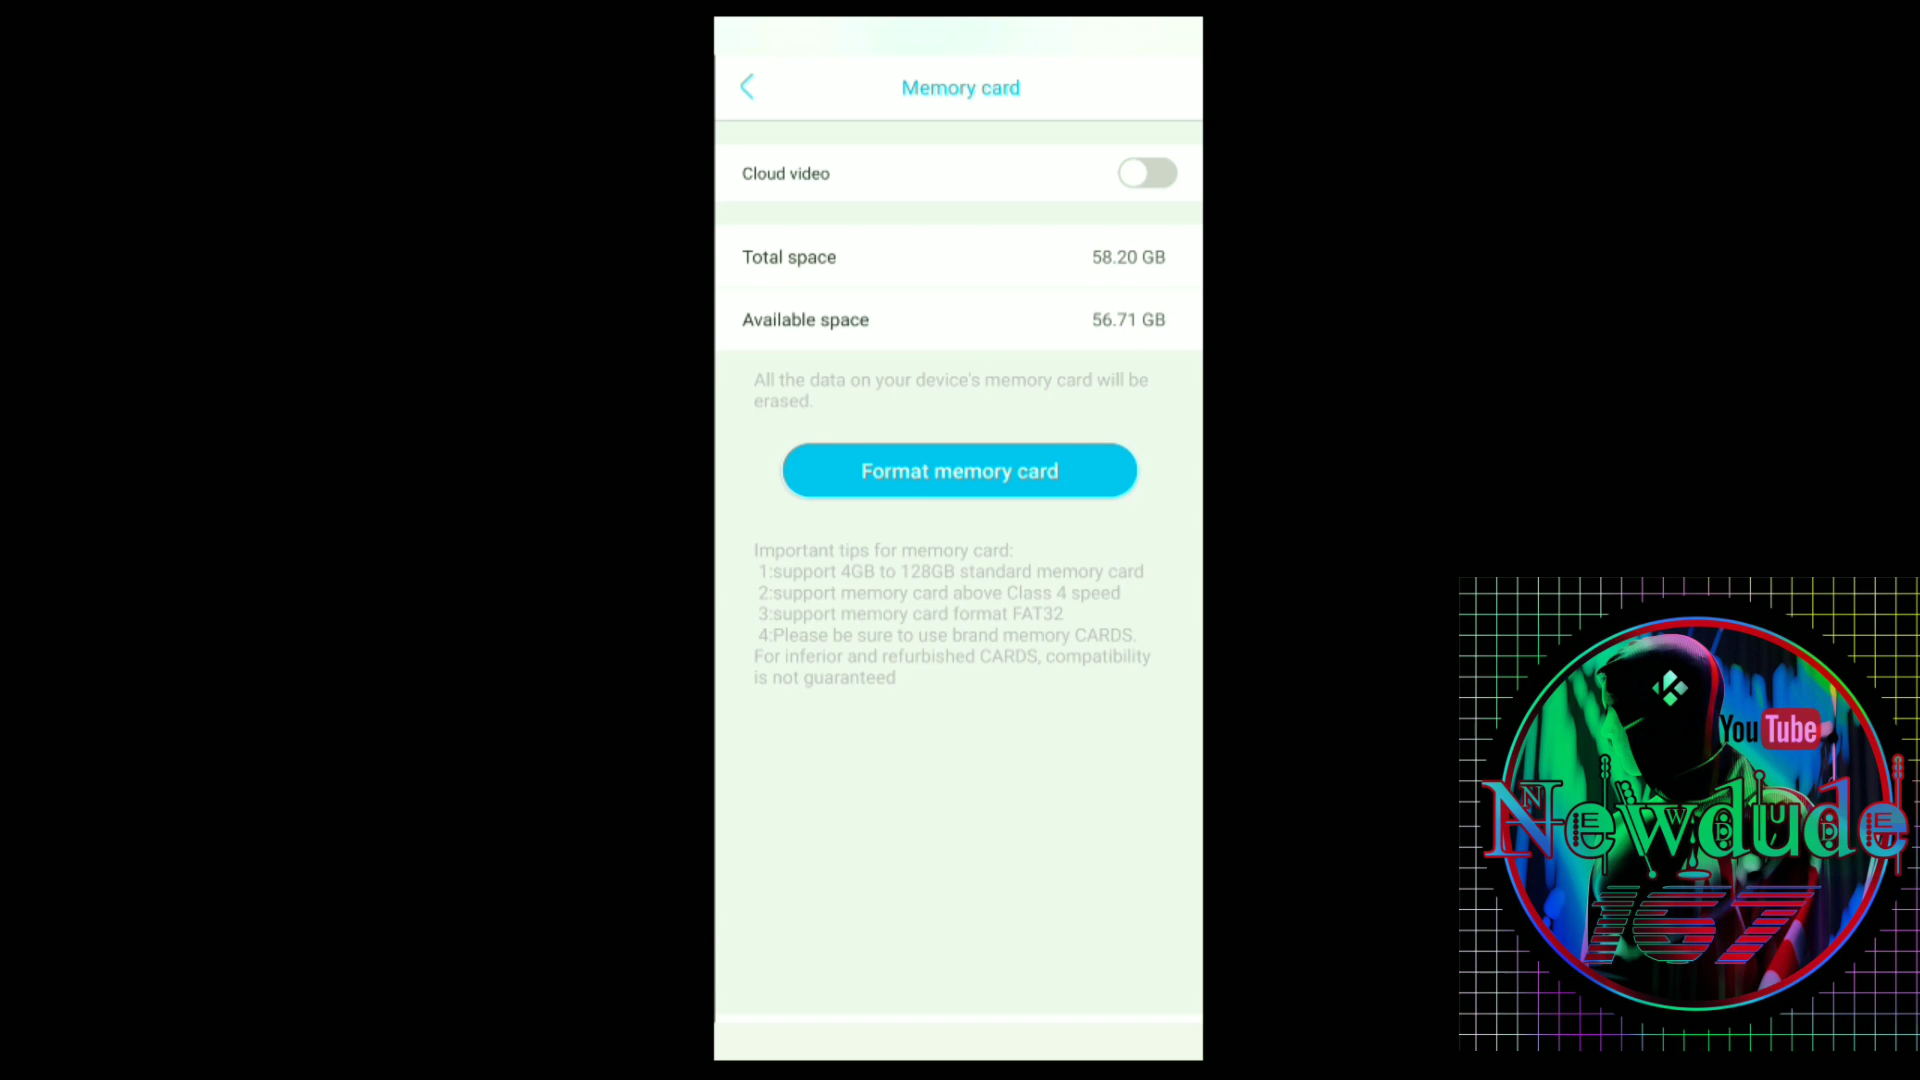 Memory card
Cloud video
Total space 58.20 GB
Available space 56.71 GB
All the data on your device's memory card will be
erased.
Format memory card
Important tips for memory card:
1:support 4GB to 128GB standard memory card
2:support memory card above Class 4 speed
3:support memory card format FAT32
4:Please be sure to use brand memory CARDS.
For inferior and refurbished CARDS, compatibility
is not guaranteed
YouTube
Newdude
167